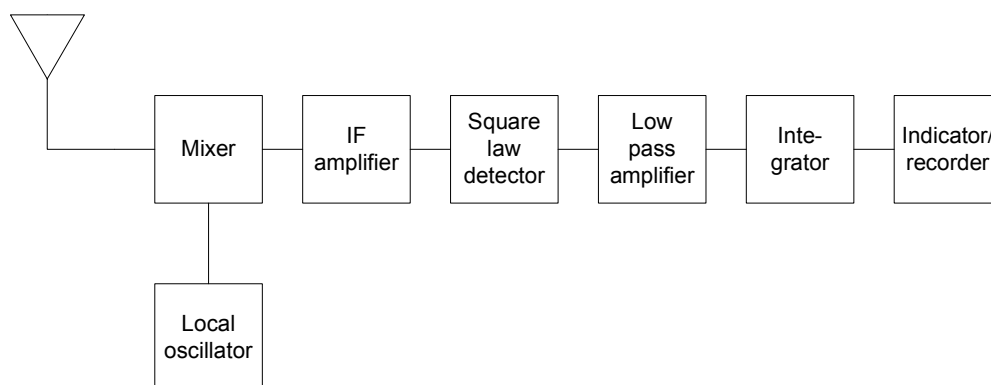 Mixer
IF
amplifier
Square
law
detector
Low
pass
amplifier
Inte-
grator
Indicator/
recorder
Local
oscillator